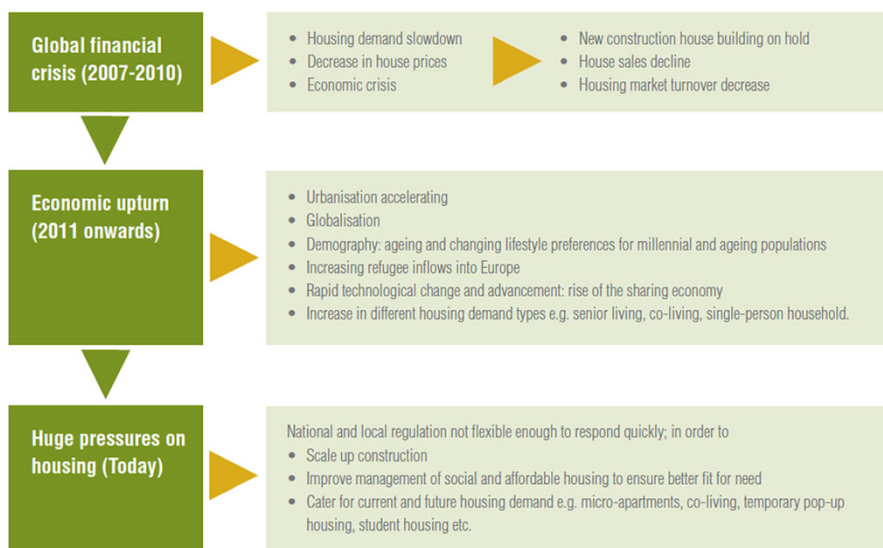 Global financial
crisis (2007-2010)
• Housing demand slowdown
• Decrease in house prices
• Economic crisis
• New construction house building on hold
• House sales decline
• Housing market turnover decrease
Economic upturn
(2011 onwards)
• Urbanisation accelerating
• Globalisation
• Demography: ageing and changing lifestyle preferences for millennial and ageing populations
• Increasing refugee inflows into Europe
• Rapid technological change and advancement: rise of the sharing economy
• Increase in different housing demand types e.g. senior living, co-living, single-person household.
Huge pressures on
housing (Today)
National and local regulation not flexible enough to respond quickly; in order to
• Scale up construction
• Improve management of social and affordable housing to ensure better fit for need
• Cater for current and future housing demand e.g. micro-apartments, co-living, temporary pop-up
housing, student housing etc.